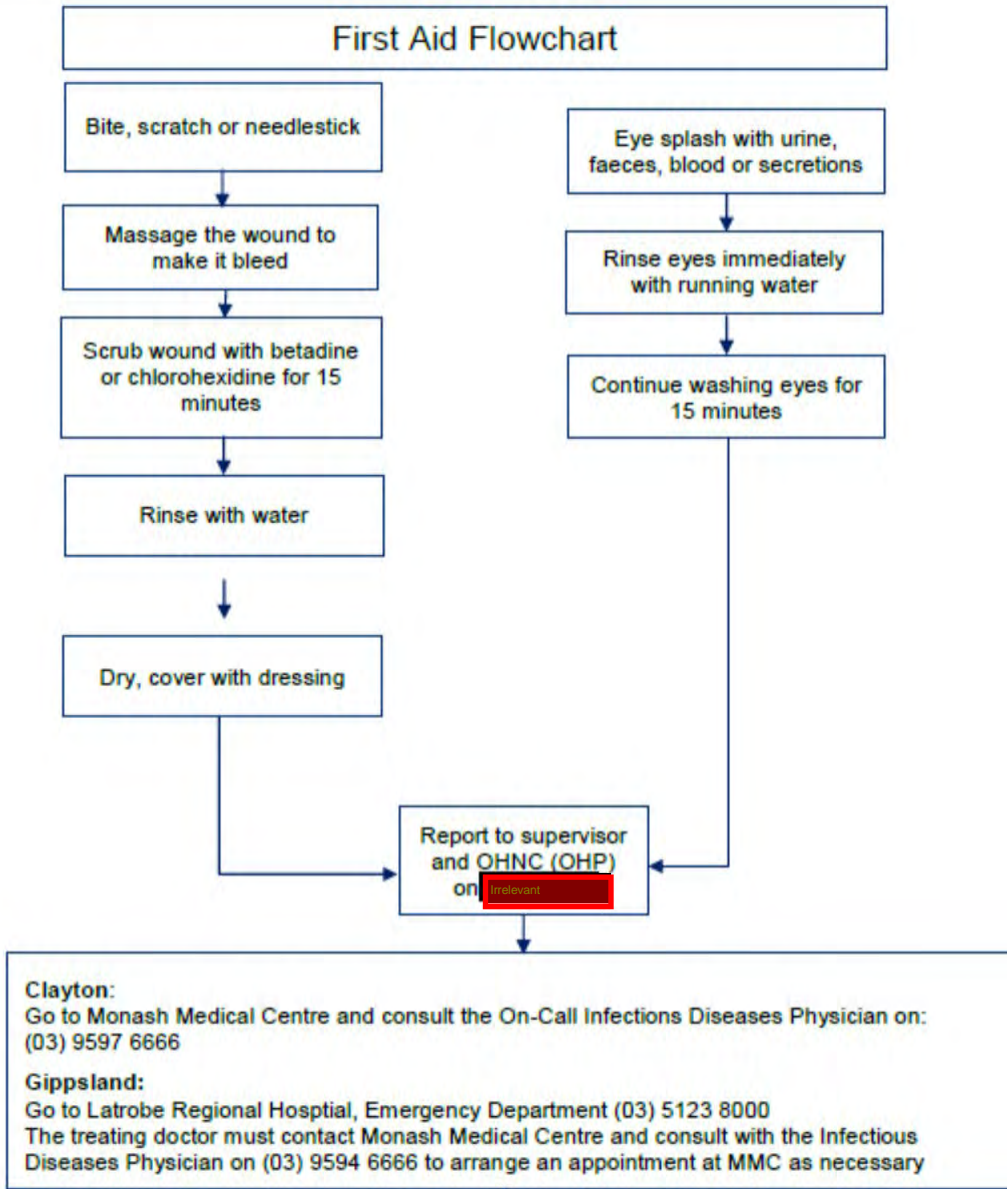 First Aid Flowchart
Bite, scratch or needlestick
Massage the wound to
make it bleed
Scrub wound with betadine
or chlorohexidine for 15
minutes
Rinse with water
Dry, cover with dressing
Eye splash with urine,
faeces, blood or secretions
Rinse eyes immediately
with running water
Continue washing eyes for
15 minutes
Report to supervisor
and OHNC (OHP)
on Irrelevant
Clayton:
Go to Monash Medical Centre and consult the On-Call Infections Diseases Physician on:
(03) 9597 6666
Gippsland:
Go to Latrobe Regional Hosptial, Emergency Department (03) 5123 8000
The treating doctor must contact Monash Medical Centre and consult with the Infectious
Diseases Physician on (03) 9594 6666 to arrange an appointment at MMC as necessary